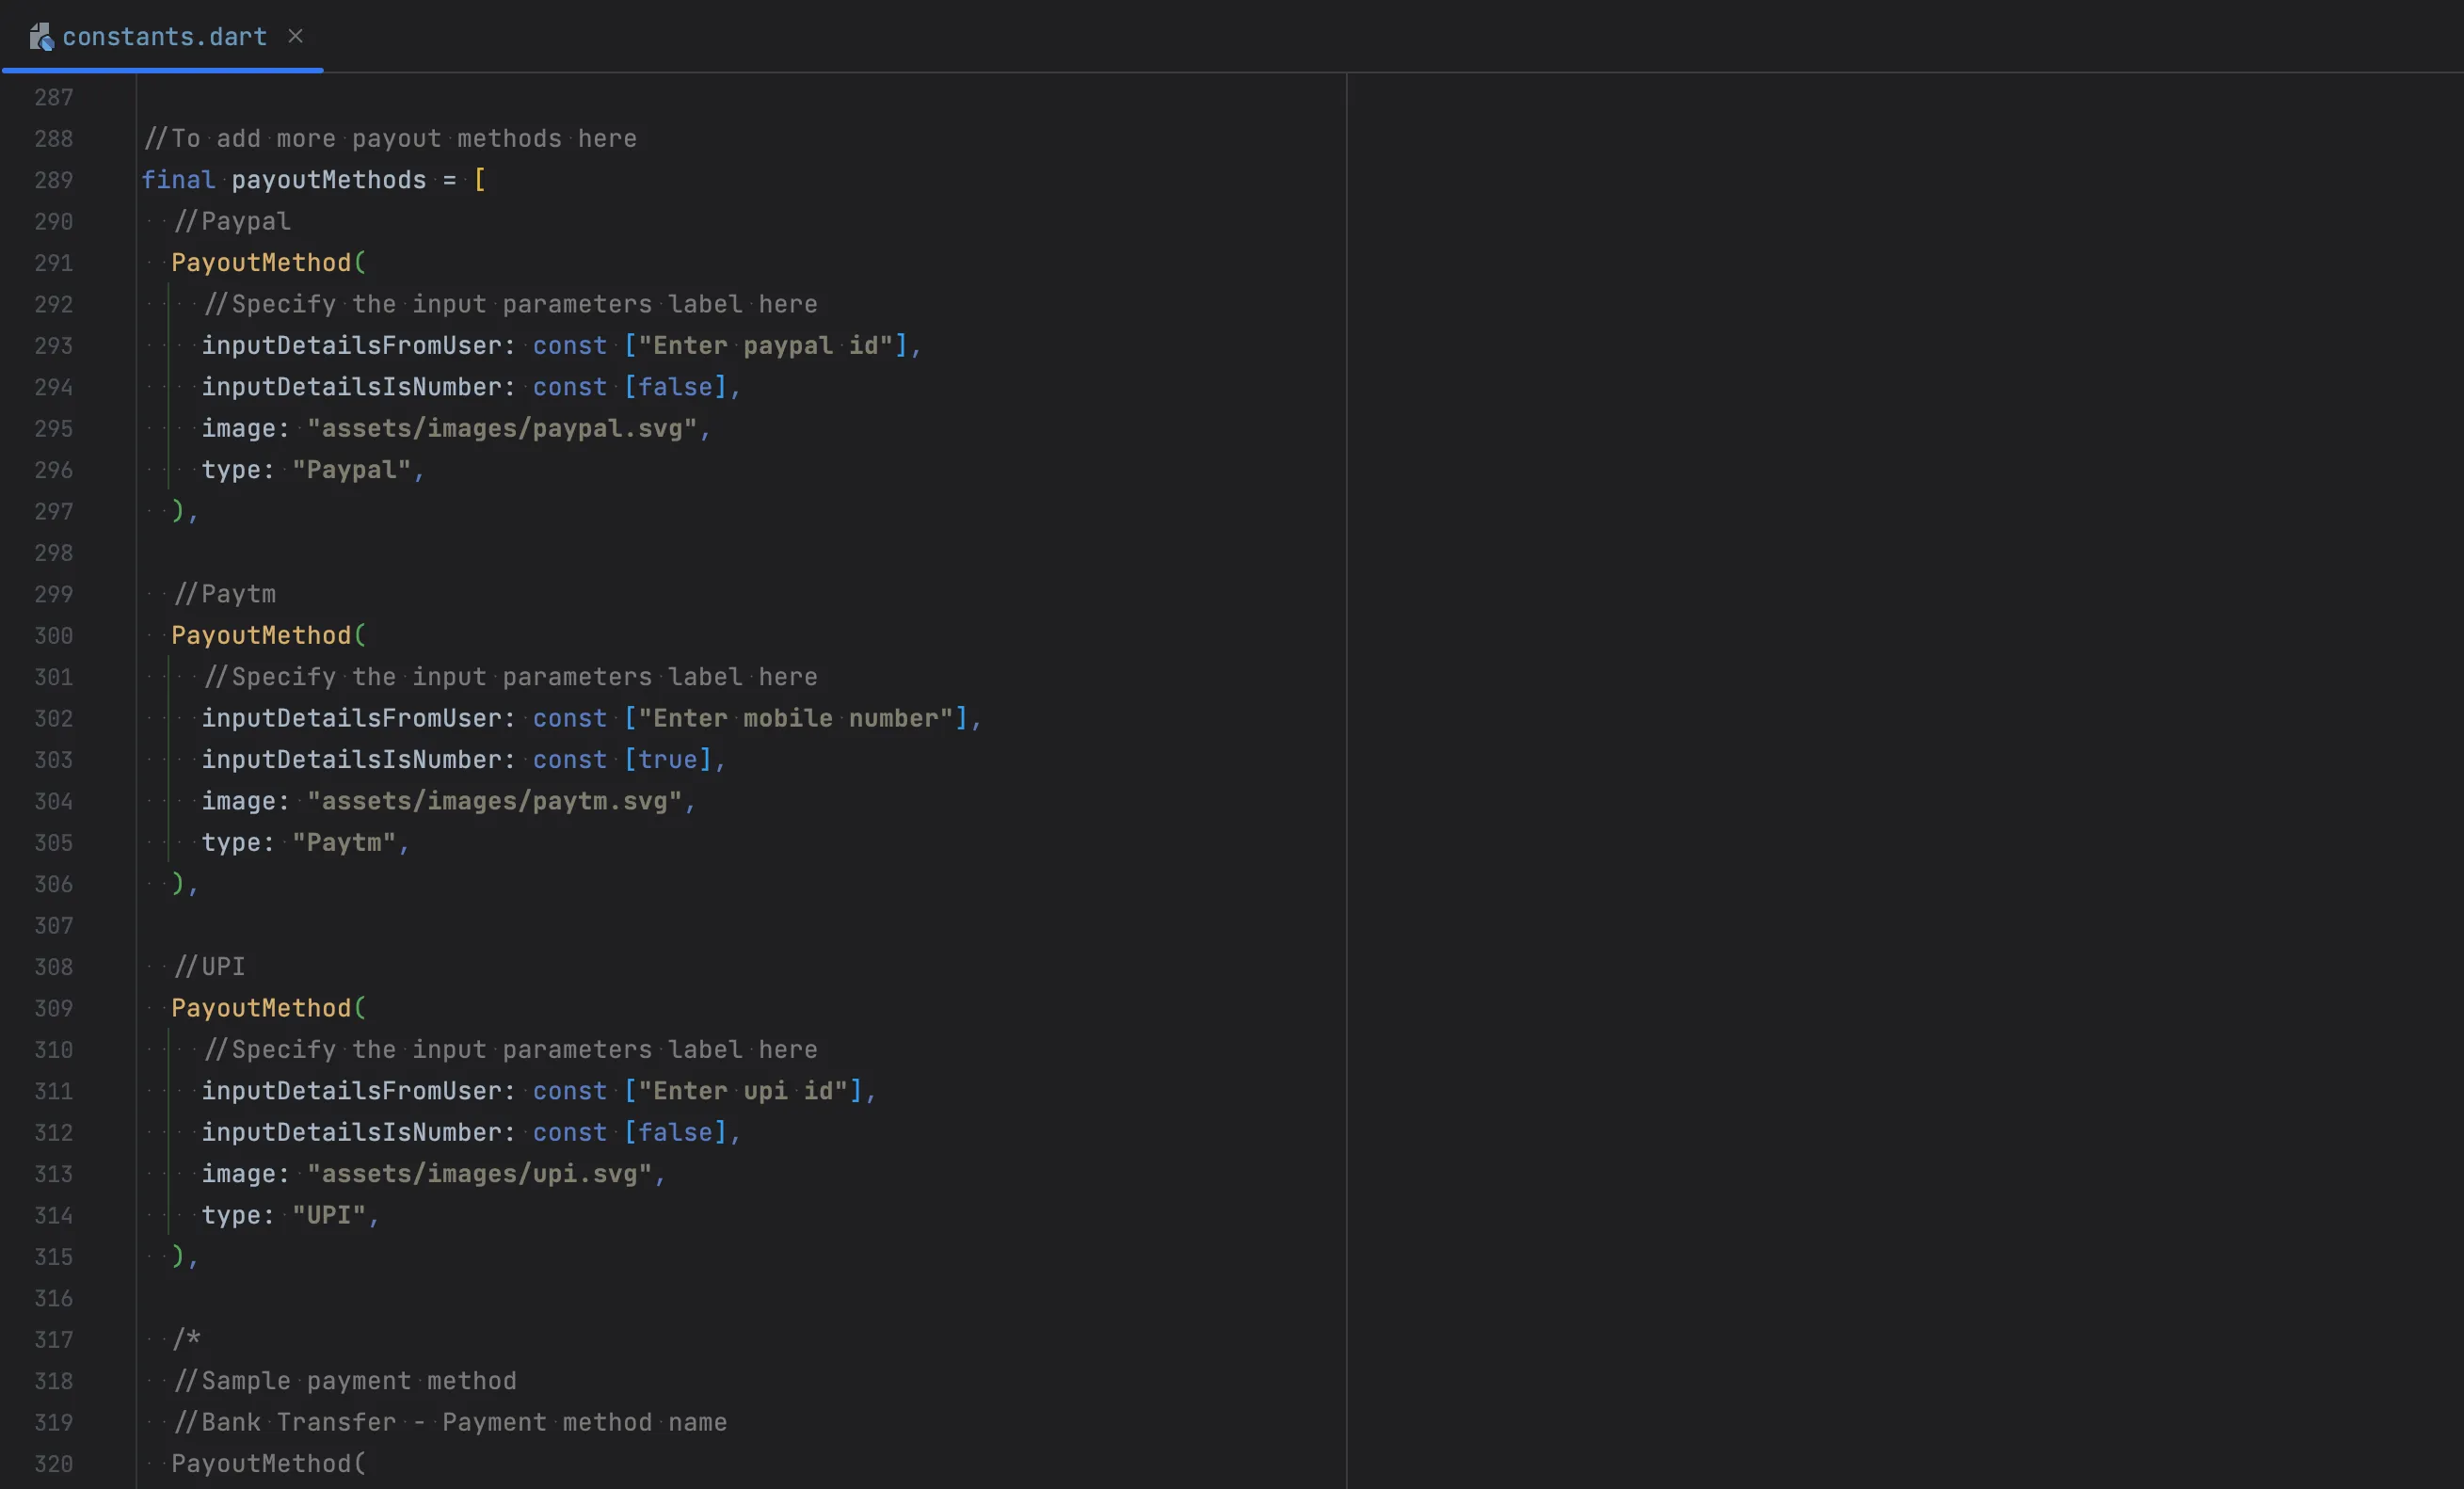 constants.dart ×
287
288 //To add more payout methods here
289 final payoutMethods = [
290   //Paypal
291   PayoutMethod(
292     //Specify the input parameters label here
293     inputDetailsFromUser: const ["Enter paypal id"],
294     inputDetailsIsNumber: const [false],
295     image: "assets/images/paypal.svg",
296     type: "Paypal",
297   ),
298
299   //Paytm
300   PayoutMethod(
301     //Specify the input parameters label here
302     inputDetailsFromUser: const ["Enter mobile number"],
303     inputDetailsIsNumber: const [true],
304     image: "assets/images/paytm.svg",
305     type: "Paytm",
306   ),
307
308   //UPI
309   PayoutMethod(
310     //Specify the input parameters label here
311     inputDetailsFromUser: const ["Enter upi id"],
312     inputDetailsIsNumber: const [false],
313     image: "assets/images/upi.svg",
314     type: "UPI",
315   ),
316
317   /*
318   //Sample payment method
319   //Bank Transfer - Payment method name
320   PayoutMethod(